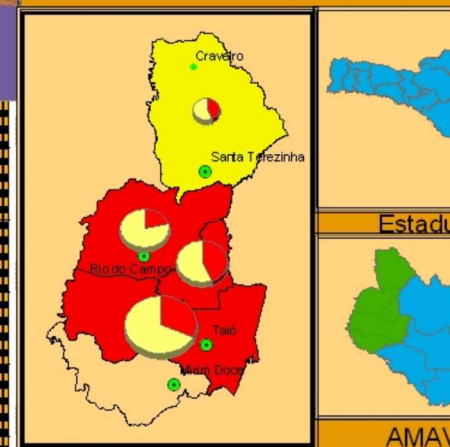 Craveiro
Santa Terezinha
Rio do Campo
Taió
Mirim Doce
Estadu
AMAV